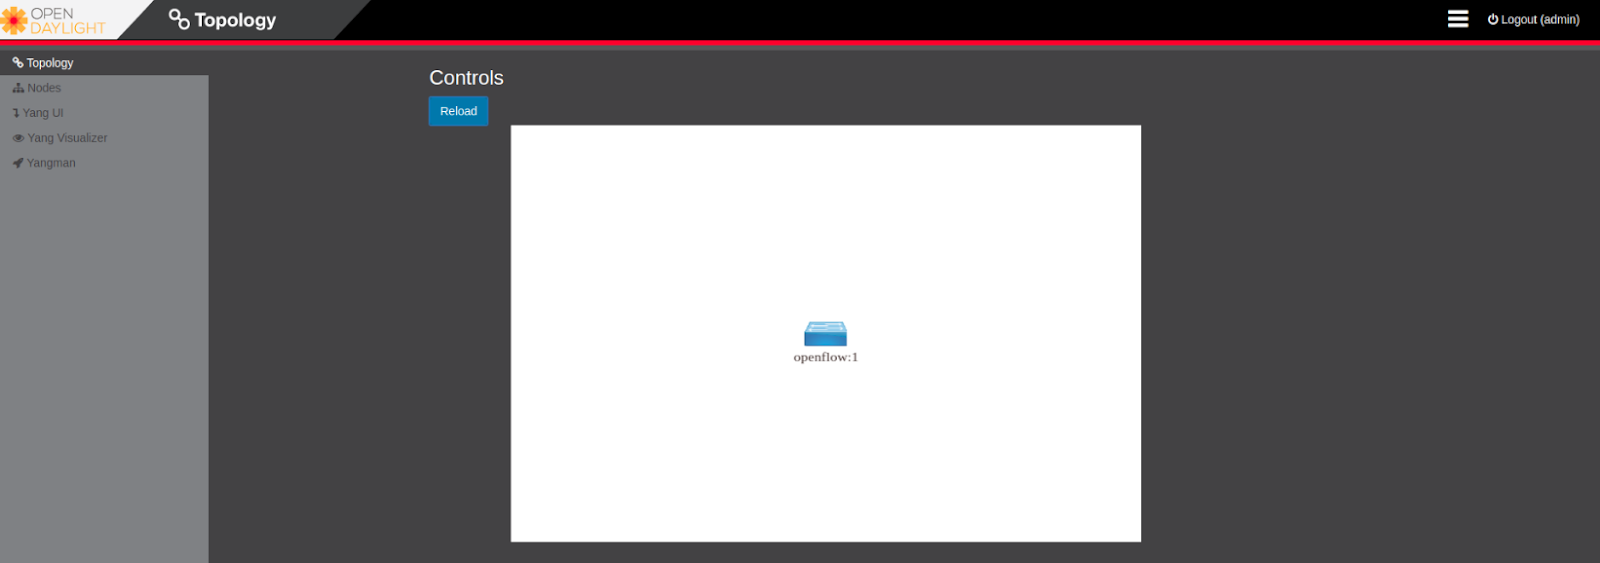 OPEN
DAYLIGHT
Topology
Logout (admin)
Topology
Nodes
Yang UI
Yang Visualizer
Yangman
Controls
Reload
openflow:1